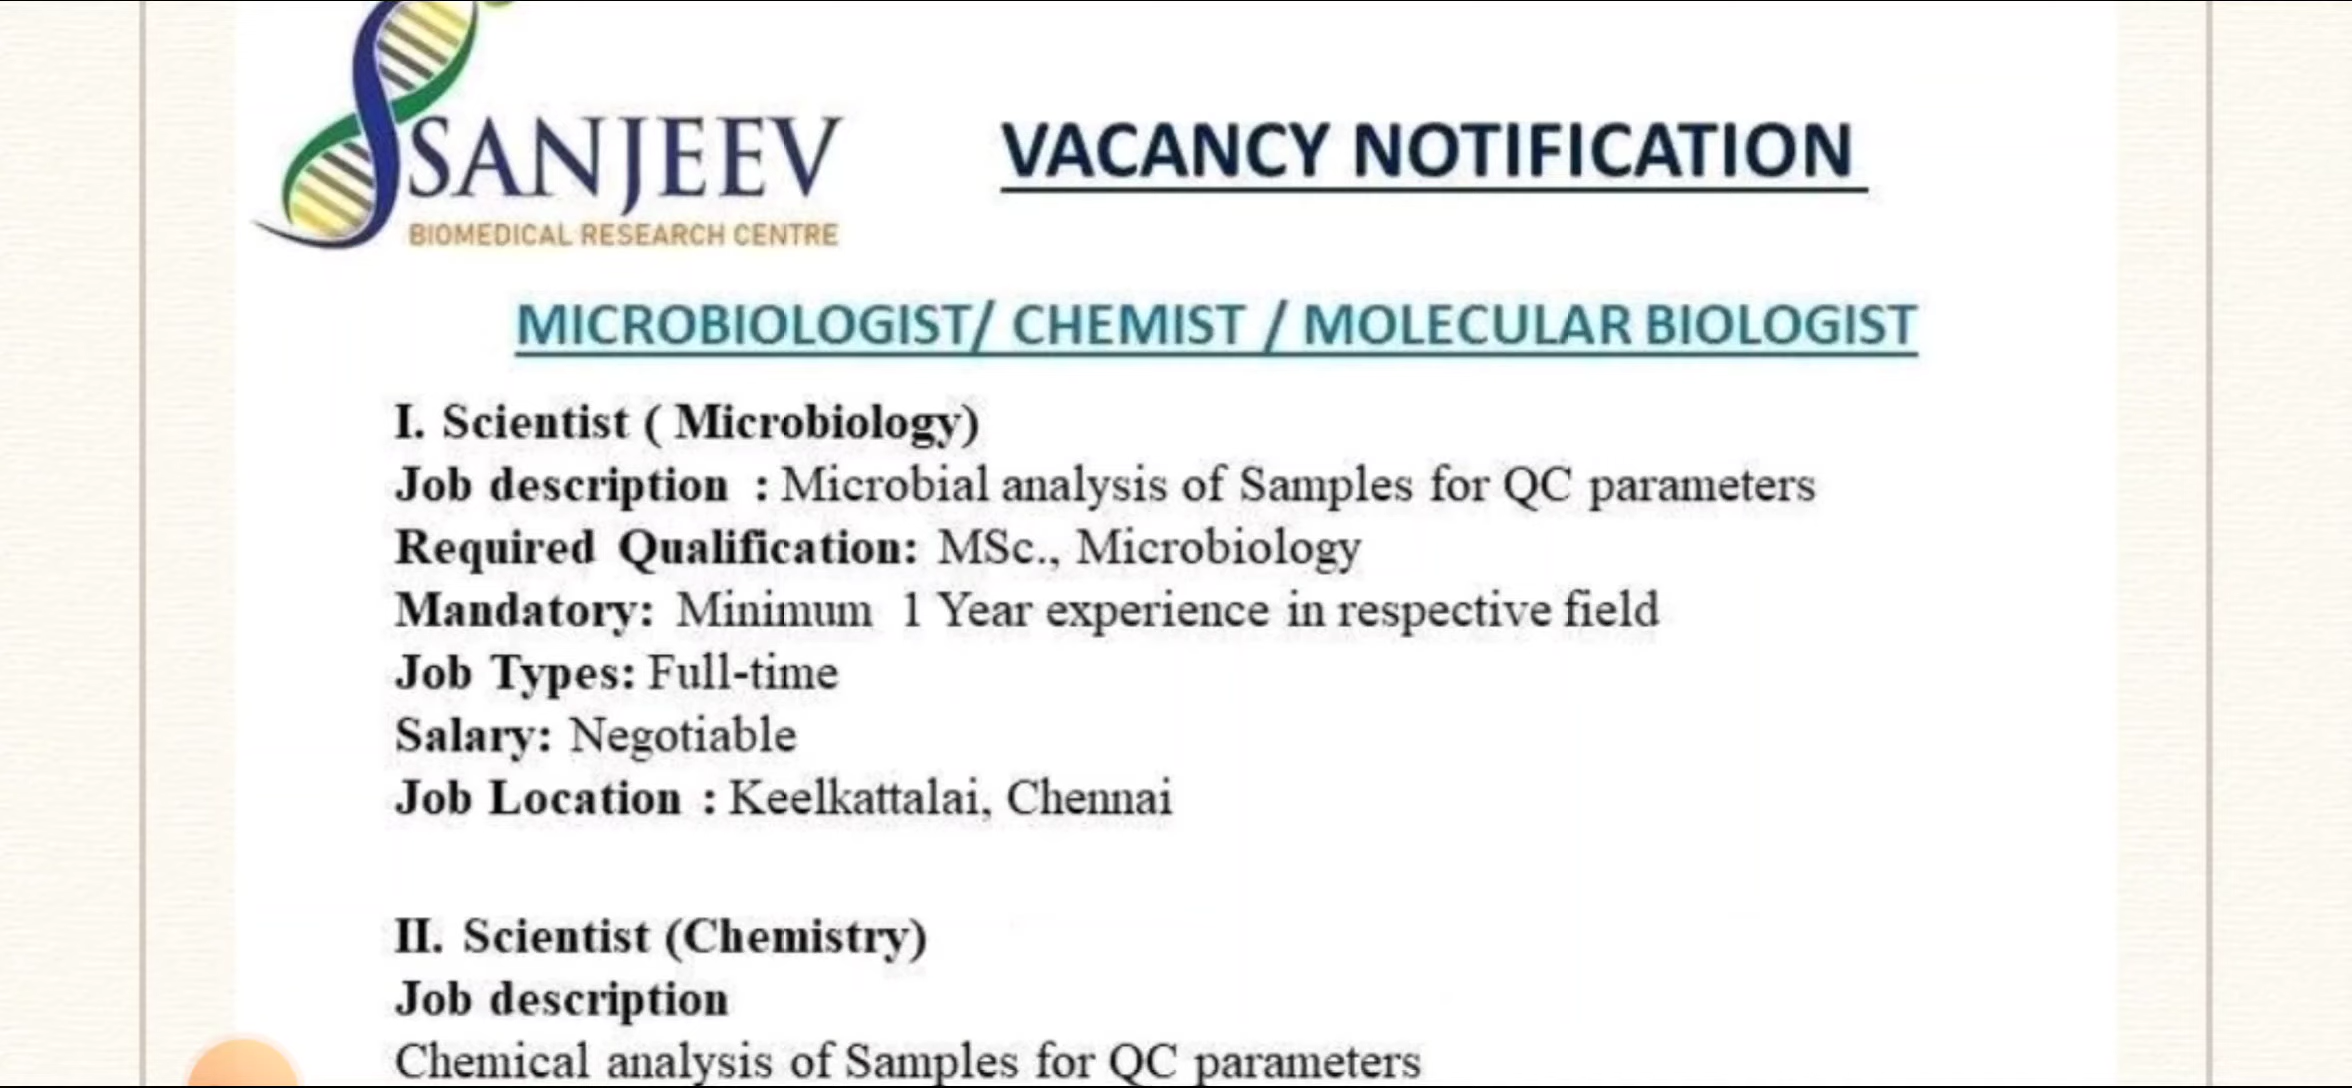 SANJEEV
BIOMEDICAL RESEARCH CENTRE
VACANCY NOTIFICATION
MICROBIOLOGIST/ CHEMIST / MOLECULAR BIOLOGIST
I. Scientist ( Microbiology)
Job description : Microbial analysis of Samples for QC parameters
Required Qualification: MSc., Microbiology
Mandatory: Minimum 1 Year experience in respective field
Job Types: Full-time
Salary: Negotiable
Job Location : Keelkattalai, Chennai
II. Scientist (Chemistry)
Job description
Chemical analysis of Samples for QC parameters